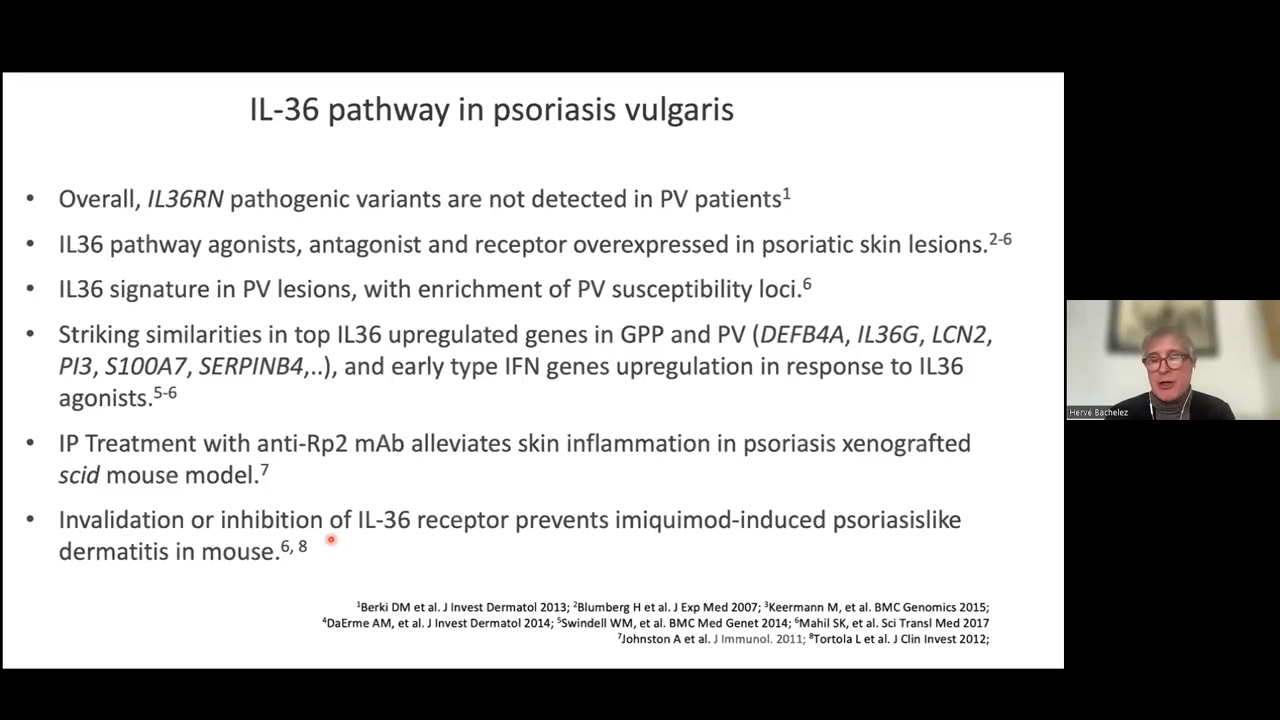 IL-36 pathway in psoriasis vulgaris
• Overall, IL36RN pathogenic variants are not detected in PV patients¹
• IL36 pathway agonists, antagonist and receptor overexpressed in psoriatic skin lesions.²⁻⁶
• IL36 signature in PV lesions, with enrichment of PV susceptibility loci.⁶
• Striking similarities in top IL36 upregulated genes in GPP and PV (DEFB4A, IL36G, LCN2,
PI3, S100A7, SERPINB4,..), and early type IFN genes upregulation in response to IL36
agonists.⁵⁻⁶
• IP Treatment with anti-Rp2 mAb alleviates skin inflammation in psoriasis xenografted
scid mouse model.⁷
• Invalidation or inhibition of IL-36 receptor prevents imiquimod-induced psoriasislike
dermatitis in mouse.⁶, ⁸
¹Berki DM et al. J Invest Dermatol 2013; ²Blumberg H et al. J Exp Med 2007; ³Keermann M, et al. BMC Genomics 2015;
⁴DaErme AM, et al. J Invest Dermatol 2014; ⁵Swindell WM, et al. BMC Med Genet 2014; ⁶Mahil SK, et al. Sci Transl Med 2017
⁷Johnston A et al. J Immunol. 2011; ⁸Tortola L et al. J Clin Invest 2012;
Hervé Bachelez